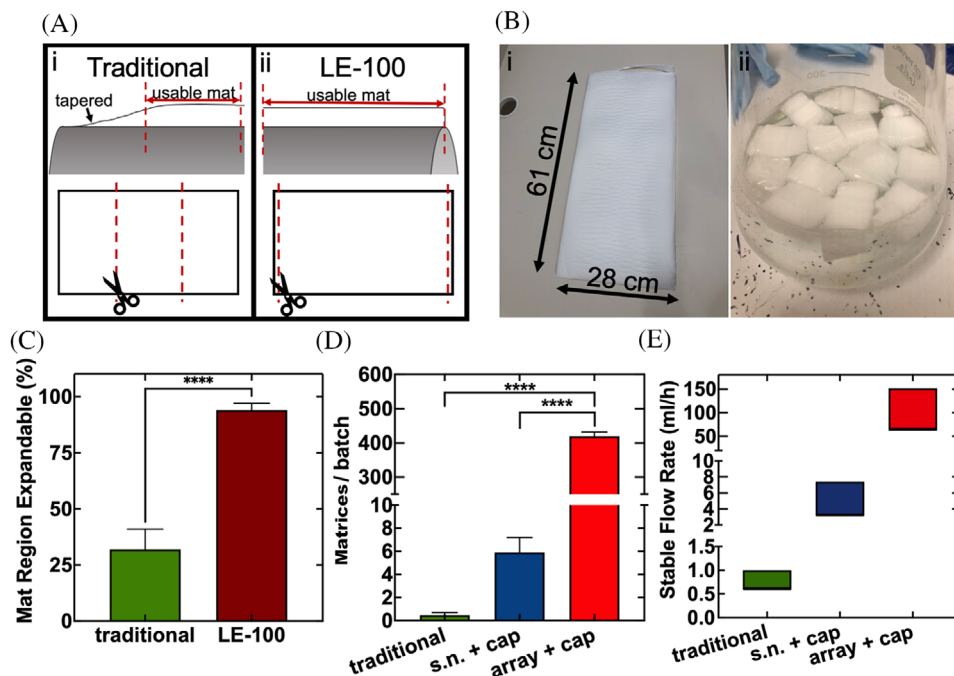 (A)
i
Traditional
tapered
usable mat
ii
LE-100
usable mat
(B)
i
61 cm
28 cm
ii
(C)
Mat Region Expandable (%)
100
75
50
25
0
****
traditional
LE-100
(D)
Matrices / batch
600
500
400
300
10
8
6
4
2
0
****
****
traditional
s.n. + cap
array + cap
(E)
Stable Flow Rate (ml/h)
150
100
50
10
8
6
4
2
1.5
1.0
0.5
0.0
traditional
s.n. + cap
array + cap